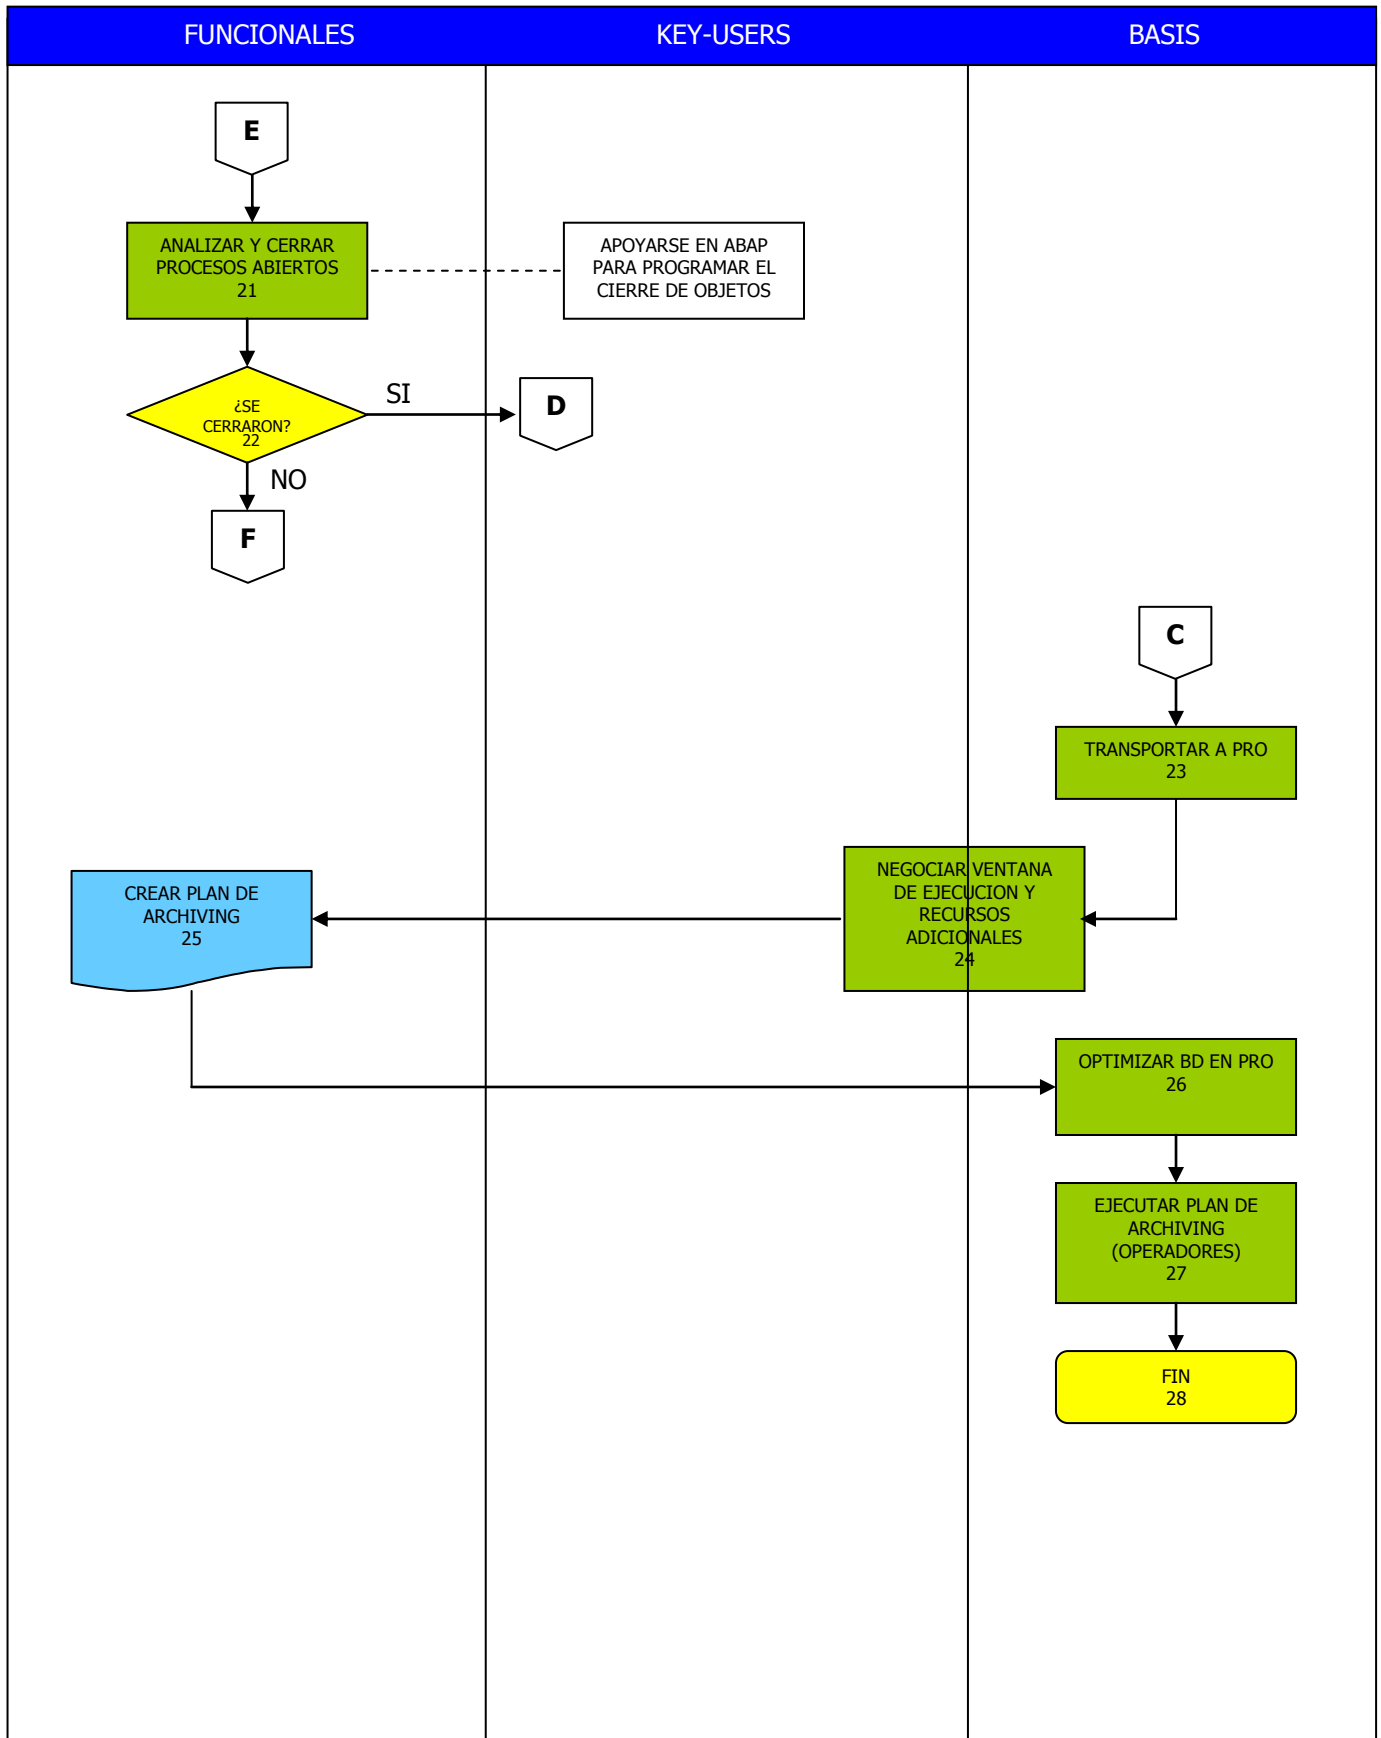 FUNCIONALES
KEY-USERS
BASIS
E
ANALIZAR Y CERRAR
PROCESOS ABIERTOS
21
APOYARSE EN ABAP
PARA PROGRAMAR EL
CIERRE DE OBJETOS
¿SE
CERRARON?
22
SI
D
NO
F
C
TRANSPORTAR A PRO
23
NEGOCIAR VENTANA
DE EJECUCION Y
RECURSOS
ADICIONALES
24
CREAR PLAN DE
ARCHIVING
25
OPTIMIZAR BD EN PRO
26
EJECUTAR PLAN DE
ARCHIVING
(OPERADORES)
27
FIN
28